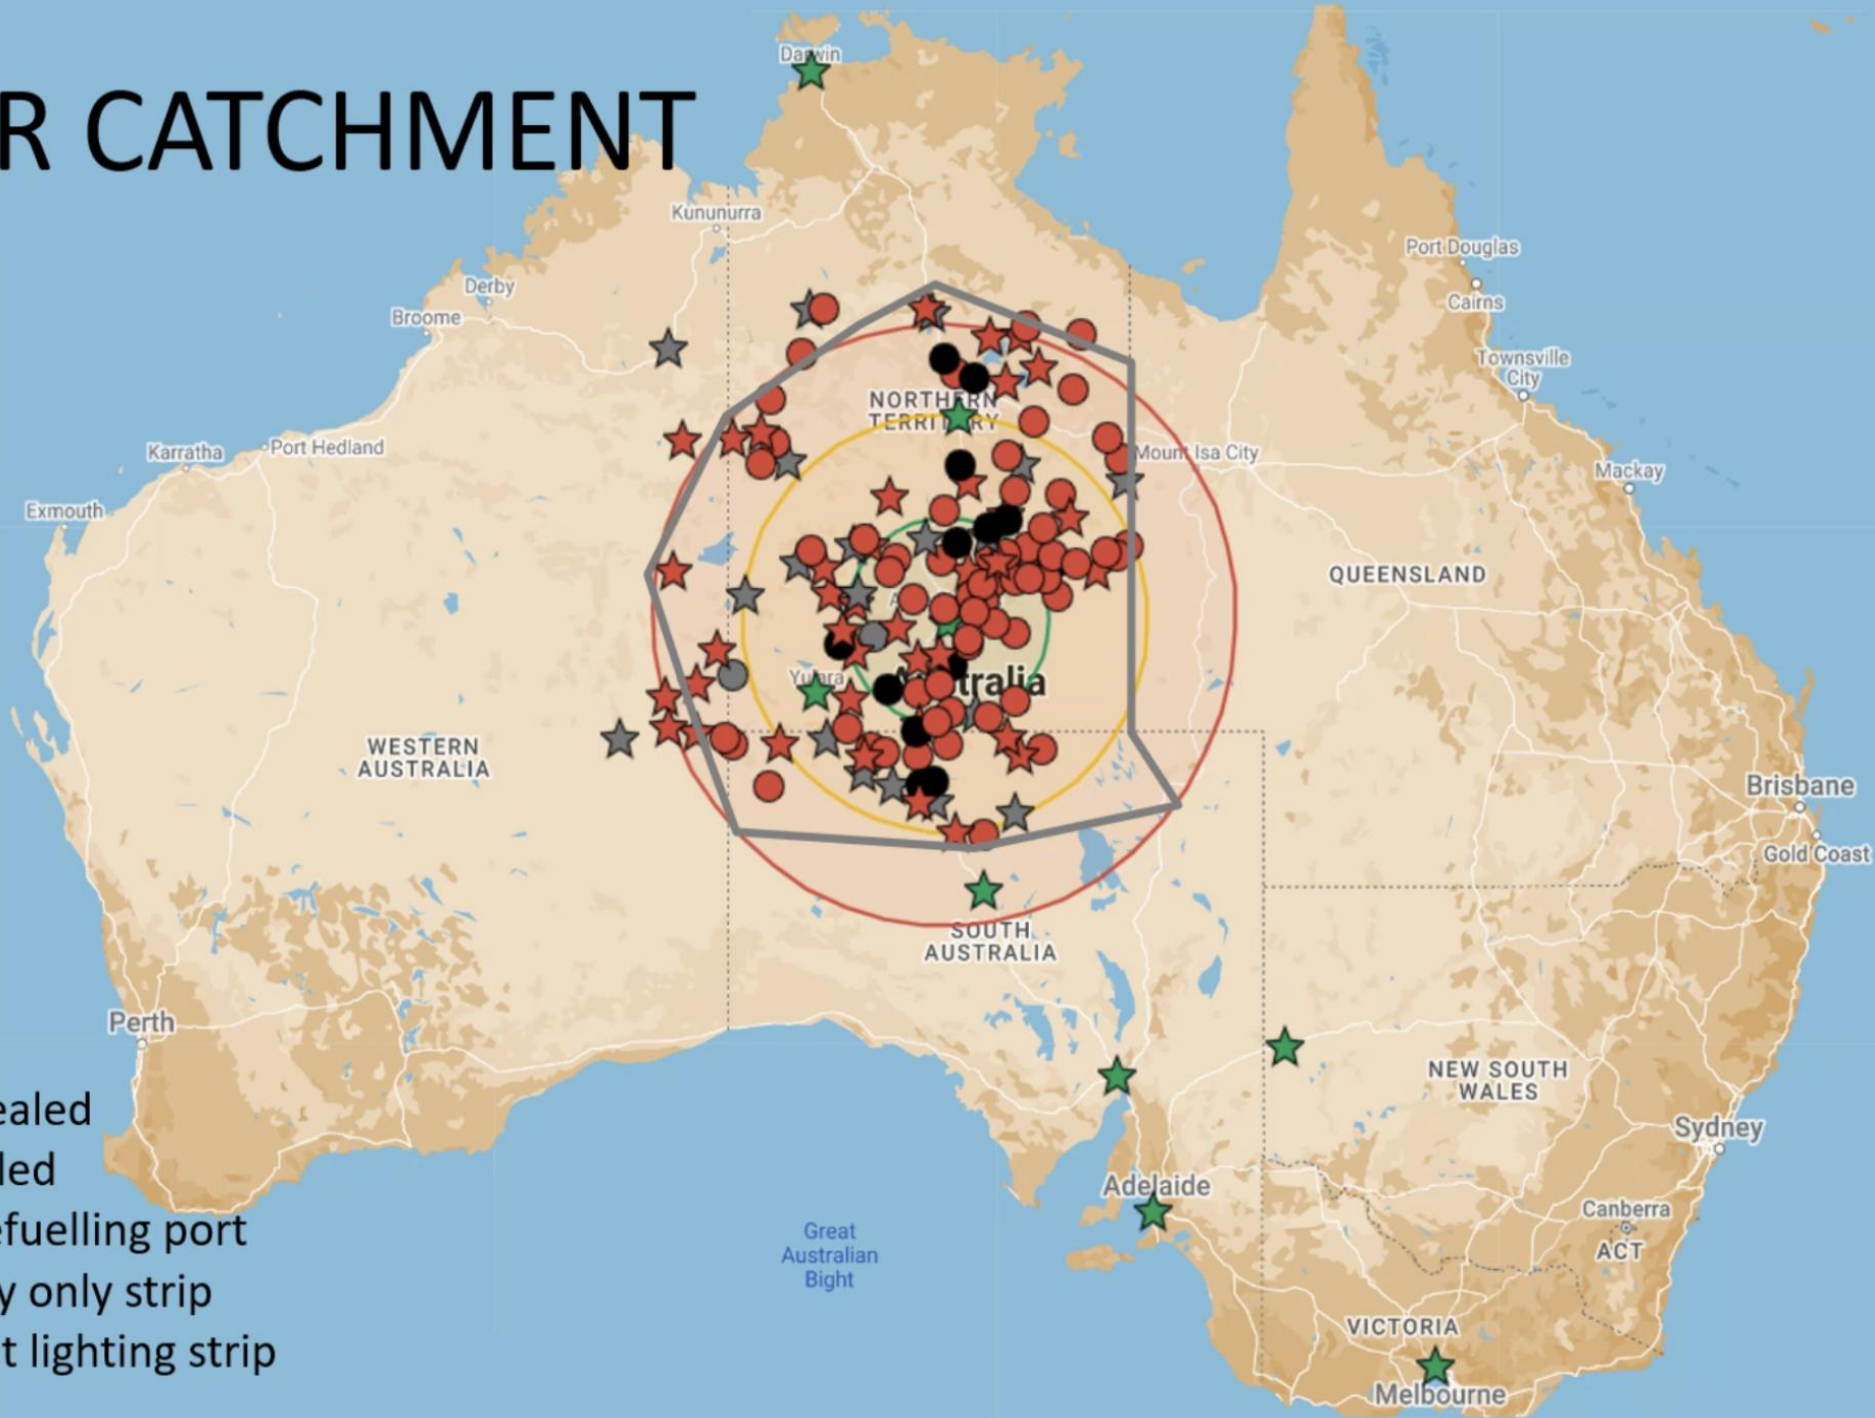 Darwin
R CATCHMENT
Kununurra
Port Douglas
Derby
Cairns
Broome
Townsville
City
NORTHERN
TERRITORY
Karratha
Port Hedland
Mount Isa City
Mackay
Exmouth
QUEENSLAND
Yulara
Australia
WESTERN
AUSTRALIA
Brisbane
Gold Coast
SOUTH
AUSTRALIA
Perth
NEW SOUTH
WALES
ealed
led
efuelling port
y only strip
t lighting strip
Sydney
Adelaide
Canberra
ACT
Great
Australian
Bight
VICTORIA
Melbourne